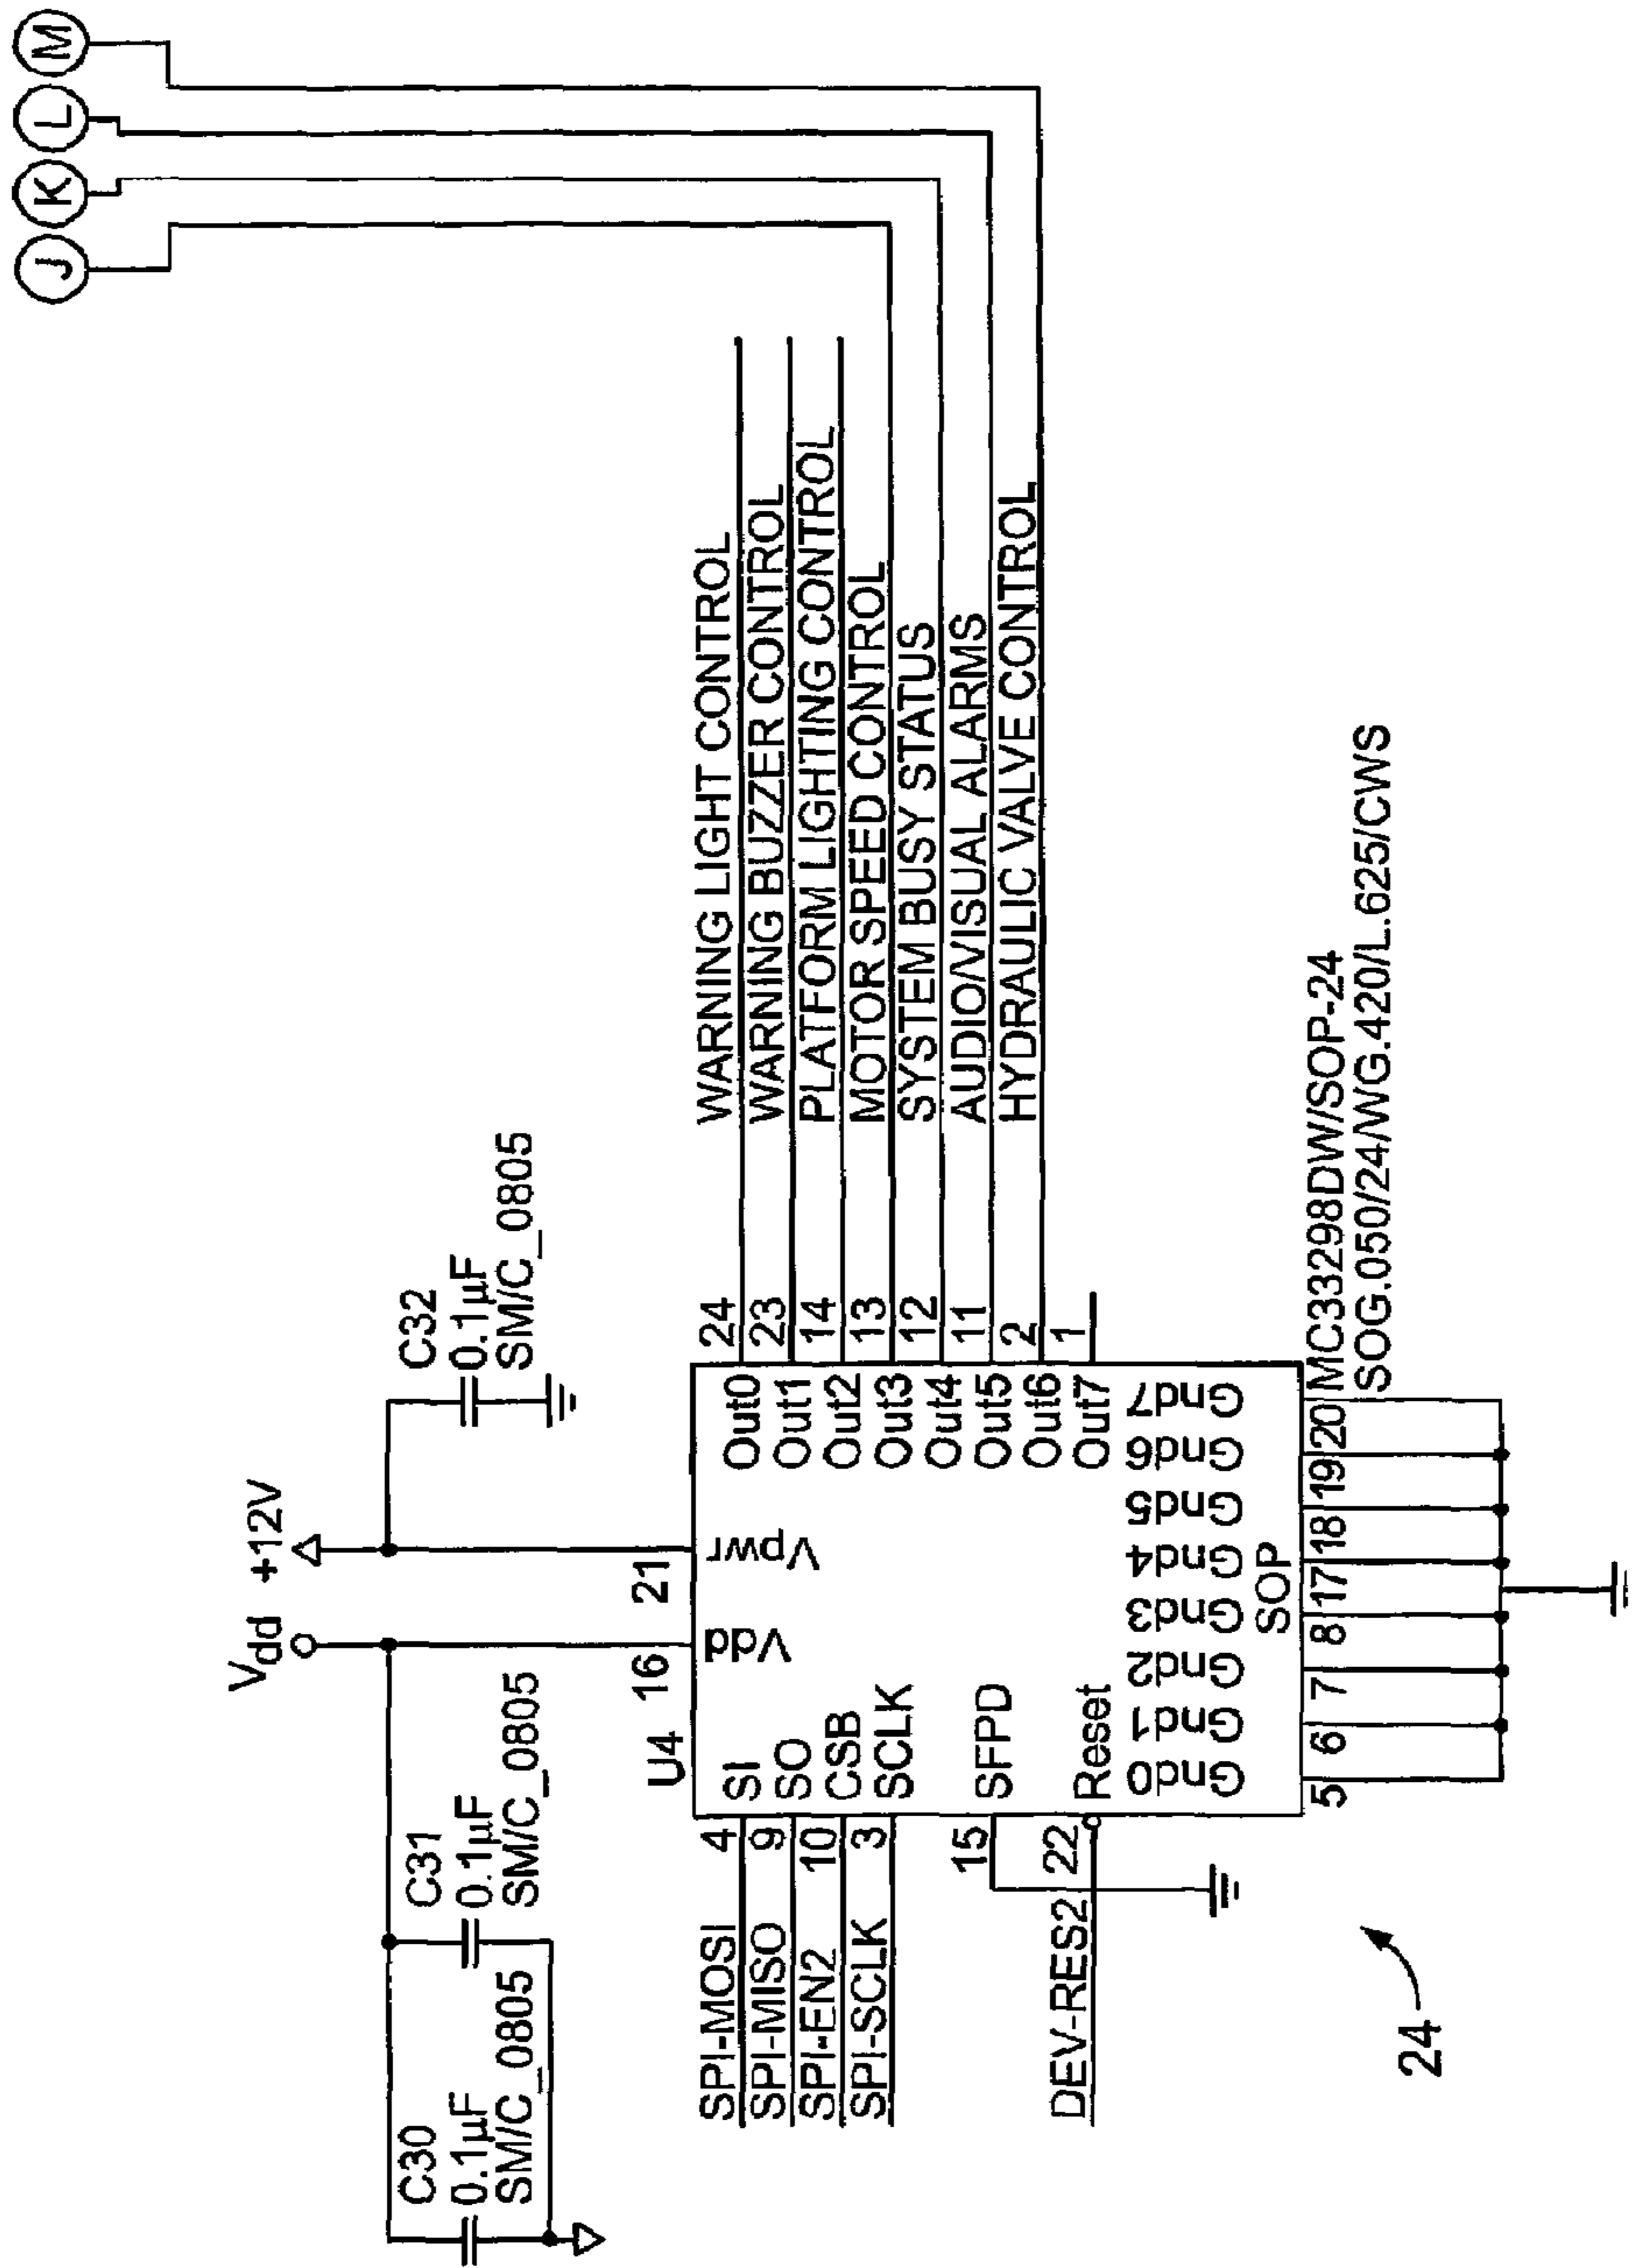 J
K
L
M
Vdd
+12V
C30
0.1µF
SM/C_0805
C31
0.1µF
SM/C_0805
C32
0.1µF
SM/C_0805
U4
16
21
Vdd
Vpwr
SPI-MOSI
4
SI
SPI-MISO
9
SO
SPI-EN2
10
CSB
SPI-SCLK
3
SCLK
15
SFPD
DEV-RES2
22
Reset
Out0
24
WARNING LIGHT CONTROL
Out1
23
WARNING BUZZER CONTROL
Out2
14
PLATFORM LIGHTING CONTROL
Out3
13
MOTOR SPEED CONTROL
Out4
12
SYSTEM BUSY STATUS
Out5
11
AUDIO/VISUAL ALARMS
Out6
2
HYDRAULIC VALVE CONTROL
Out7
1
Gnd0
Gnd1
Gnd2
Gnd3
Gnd4
Gnd5
Gnd6
Gnd7
SOP
5
6
7
8
17
18
19
20
MC33298DW/SOP-24
SOG.050/24/WG.420/L.625/CWS
24